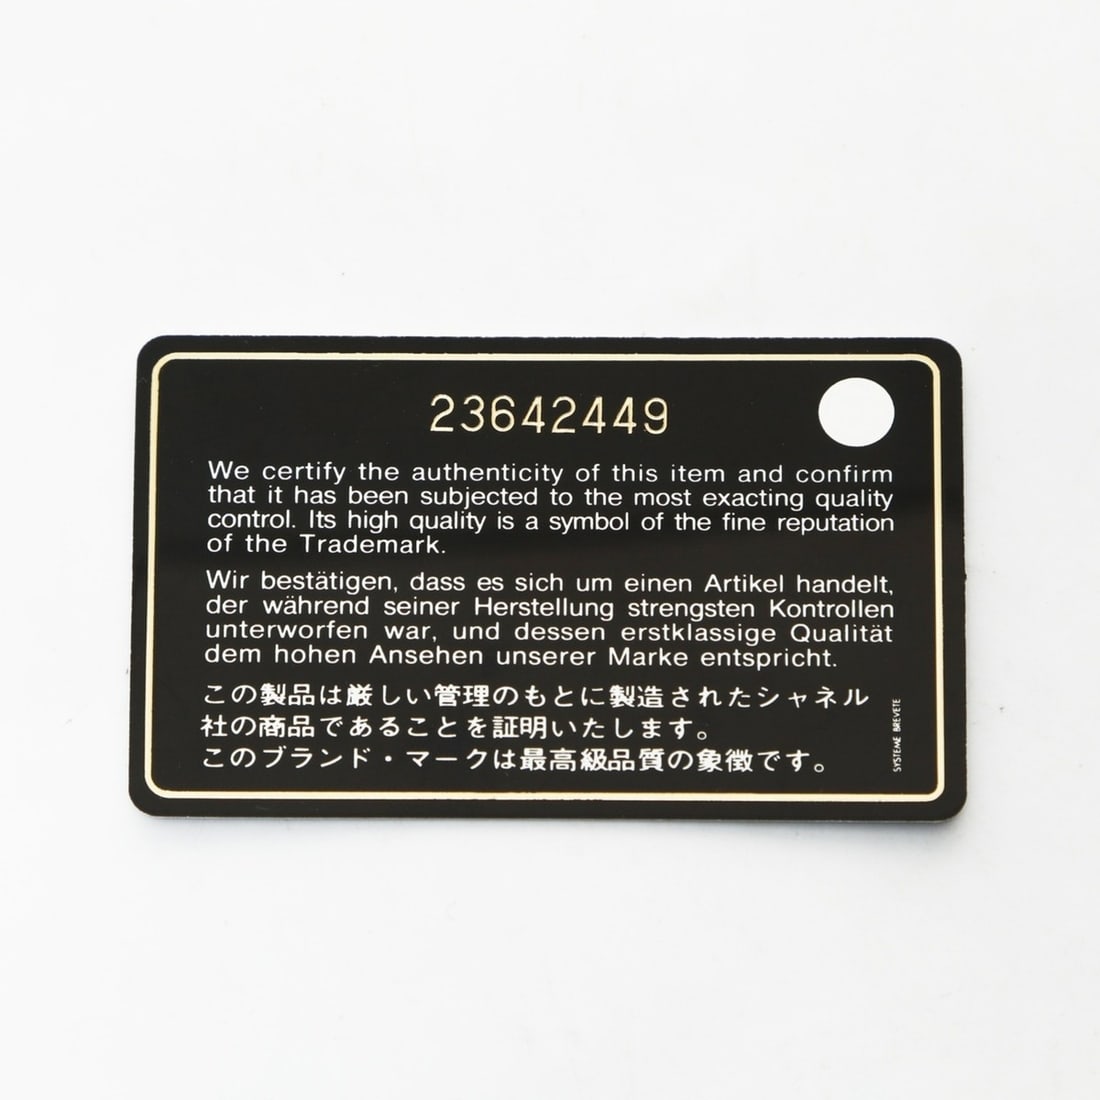 23642449
We certify the authenticity of this item and confirm
that it has been subjected to the most exacting quality
control. Its high quality is a symbol of the fine reputation
of the Trademark.
Wir bestätigen, dass es sich um einen Artikel handelt,
der während seiner Herstellung strengsten Kontrollen
unterworfen war, und dessen erstklassige Qualität
dem hohen Ansehen unserer Marke entspricht.
この製品は厳しい管理のもとに製造されたシャネル
社の商品であることを証明いたします。
このブランド・マークは最高級品質の象徴です。
SYSTEME BREVETE